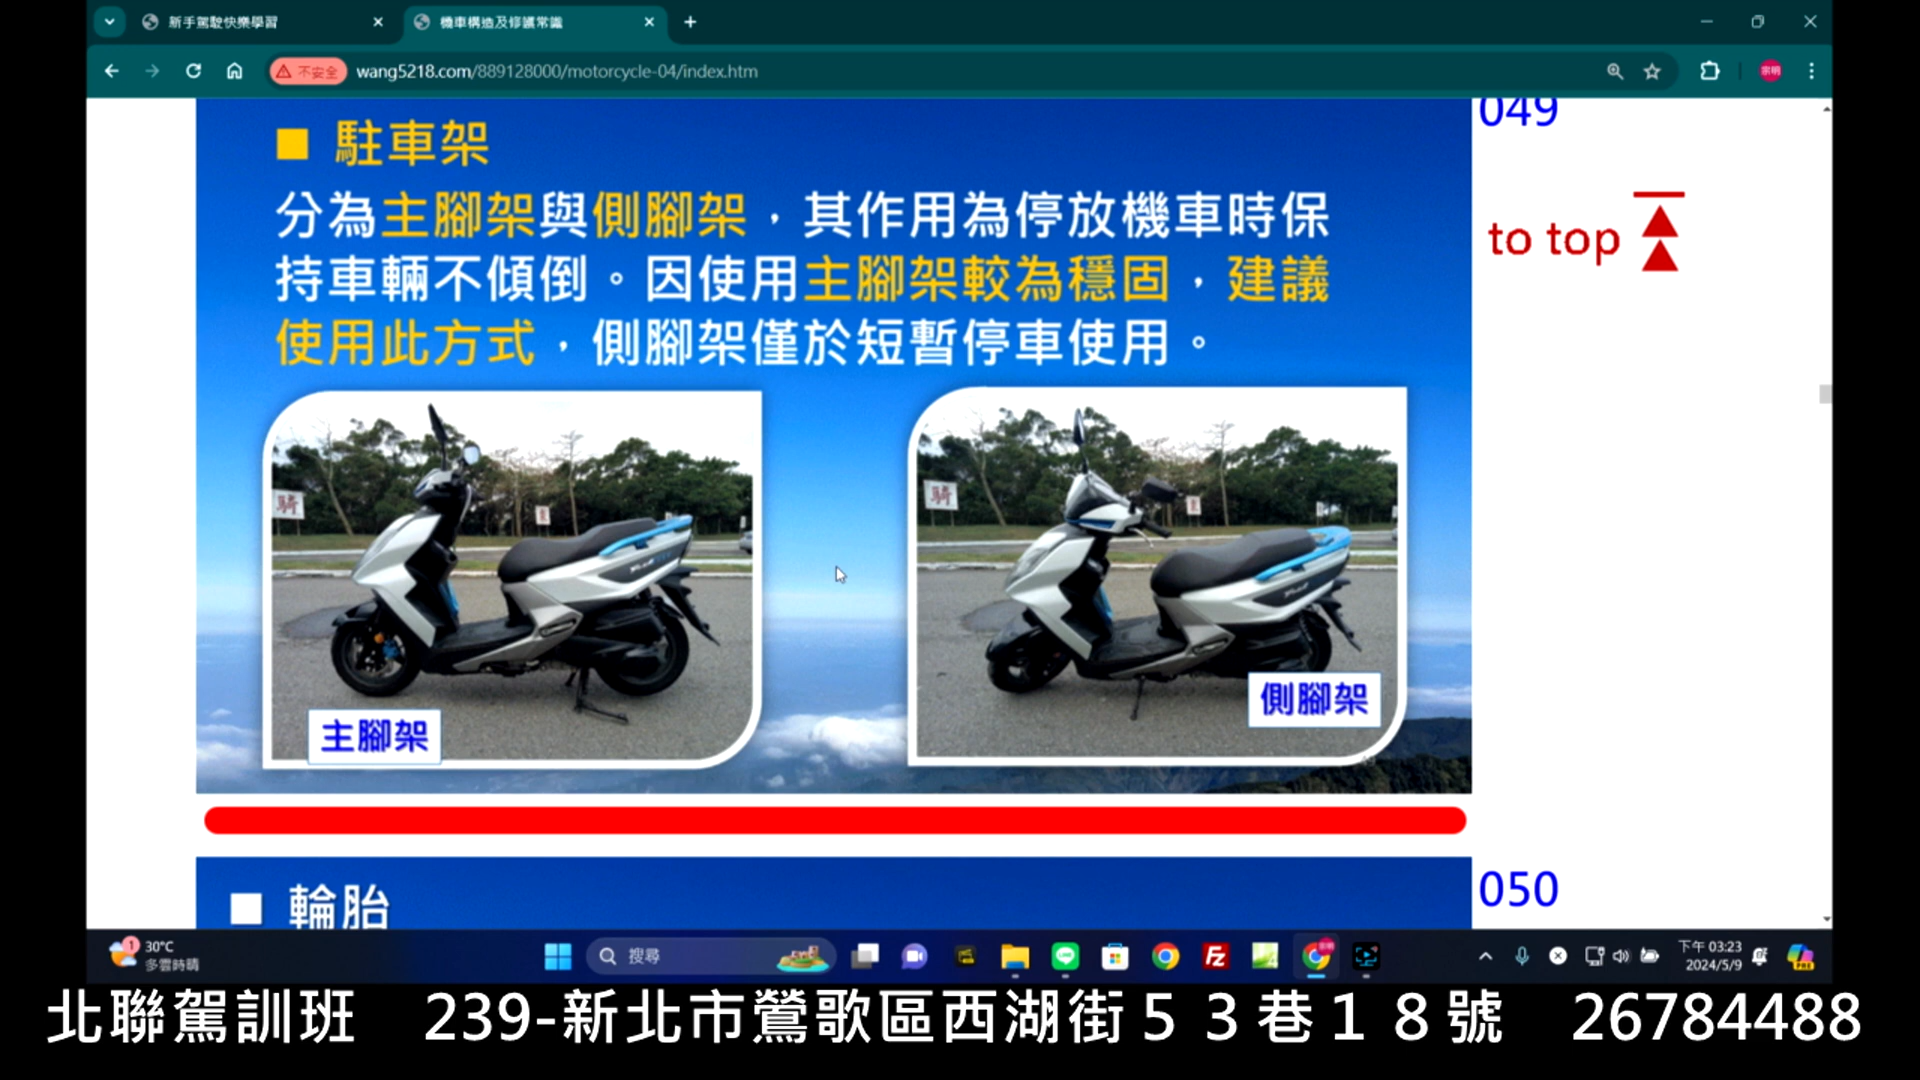 新手駕駛快樂學習
機車構造及修護常識
不安全
wang5218.com/889128000/motorcycle-04/index.htm
宗明
049
to top
駐車架
分為主腳架與側腳架，其作用為停放機車時保
持車輛不傾倒。因使用主腳架較為穩固，建議
使用此方式，側腳架僅於短暫停車使用。
騎
騎
主腳架
側腳架
050
輪胎
1
30°C
多雲時晴
搜尋
下午 03:23
2024/5/9
北聯駕訓班 239-新北市鶯歌區西湖街５３巷１８號 26784488